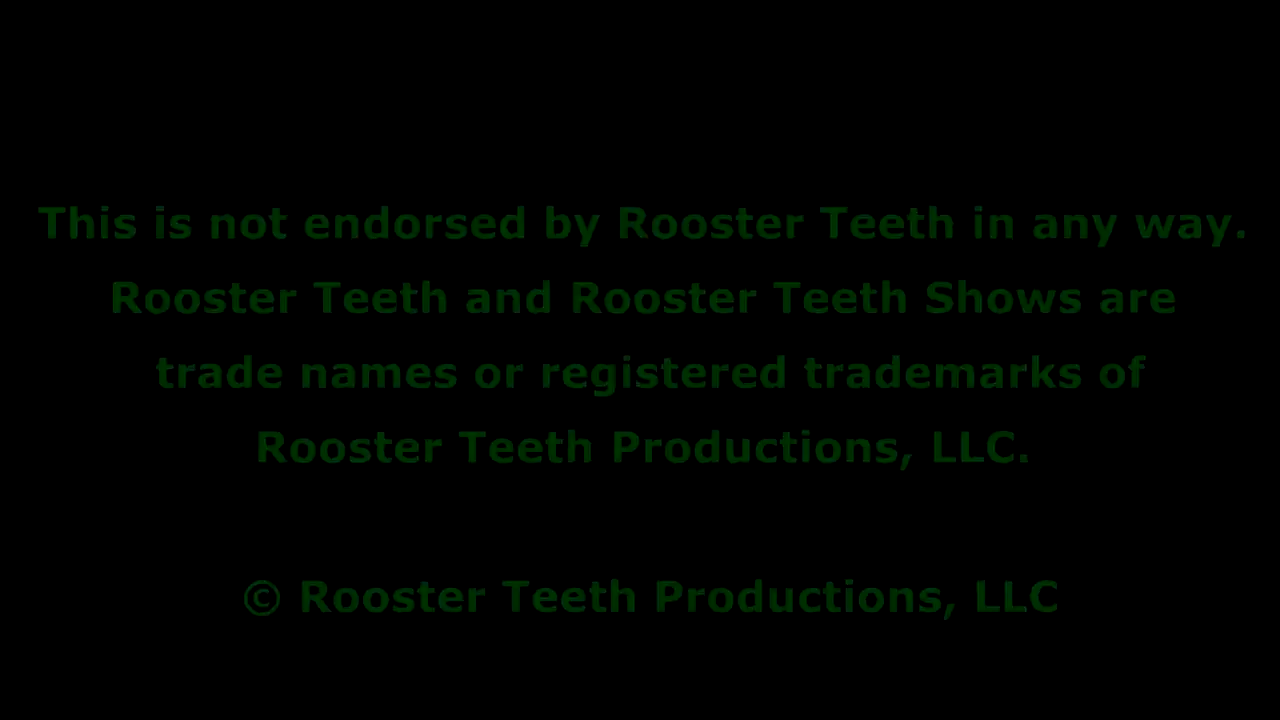 This is not endorsed by Rooster Teeth in any way.
Rooster Teeth and Rooster Teeth Shows are
trade names or registered trademarks of
Rooster Teeth Productions, LLC.
© Rooster Teeth Productions, LLC